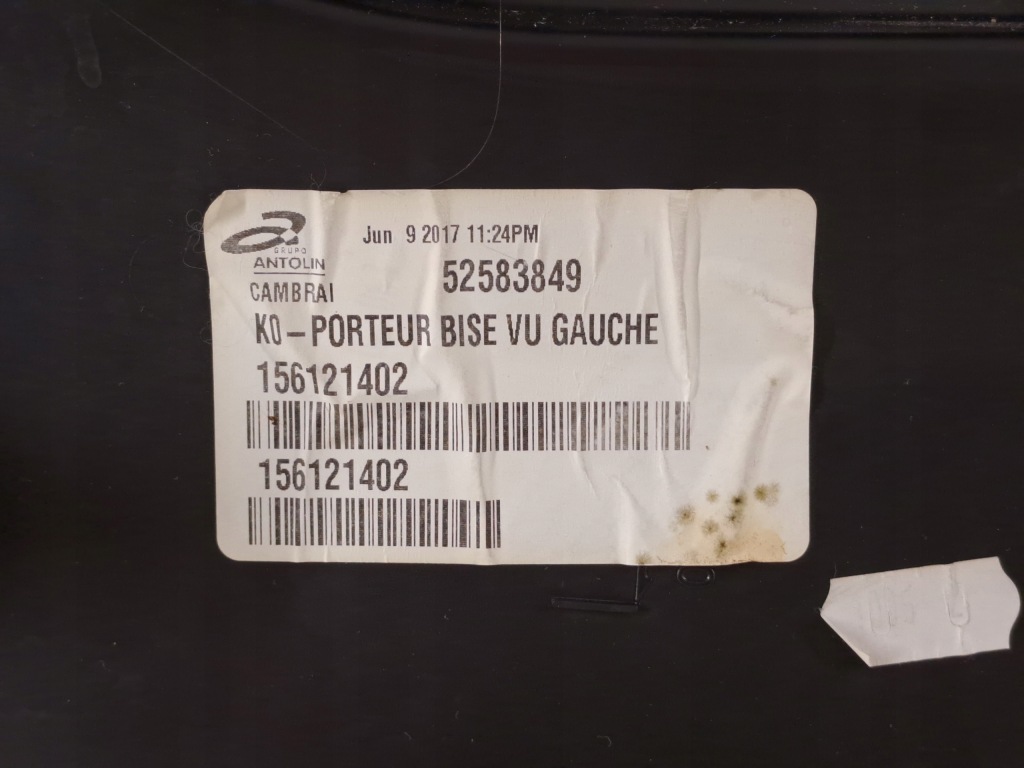 GRUPO
ANTOLIN
Jun 9 2017 11:24PM
CAMBRAI
52583849
K0-PORTEUR BISE VU GAUCHE
156121402
156121402